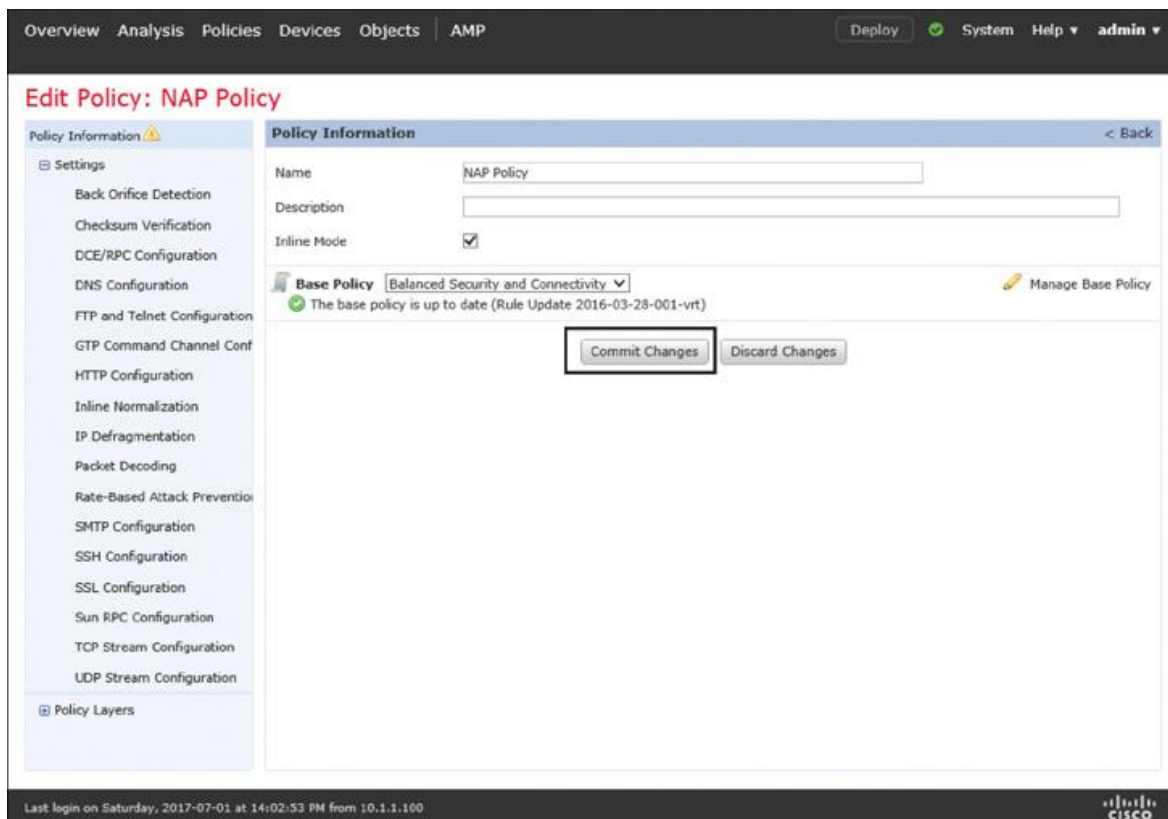 Overview Analysis Policies Devices Objects AMP Deploy System Help admin
Edit Policy: NAP Policy
Policy Information
Settings
Back Orifice Detection
Checksum Verification
DCE/RPC Configuration
DNS Configuration
FTP and Telnet Configuration
GTP Command Channel Conf
HTTP Configuration
Inline Normalization
IP Defragmentation
Packet Decoding
Rate-Based Attack Preventio
SMTP Configuration
SSH Configuration
SSL Configuration
Sun RPC Configuration
TCP Stream Configuration
UDP Stream Configuration
Policy Layers
Policy Information < Back
Name NAP Policy
Description
Inline Mode
Base Policy Balanced Security and Connectivity Manage Base Policy
The base policy is up to date (Rule Update 2016-03-28-001-vrt)
Commit Changes Discard Changes
Last login on Saturday, 2017-07-01 at 14:02:53 PM from 10.1.1.100
CISCO